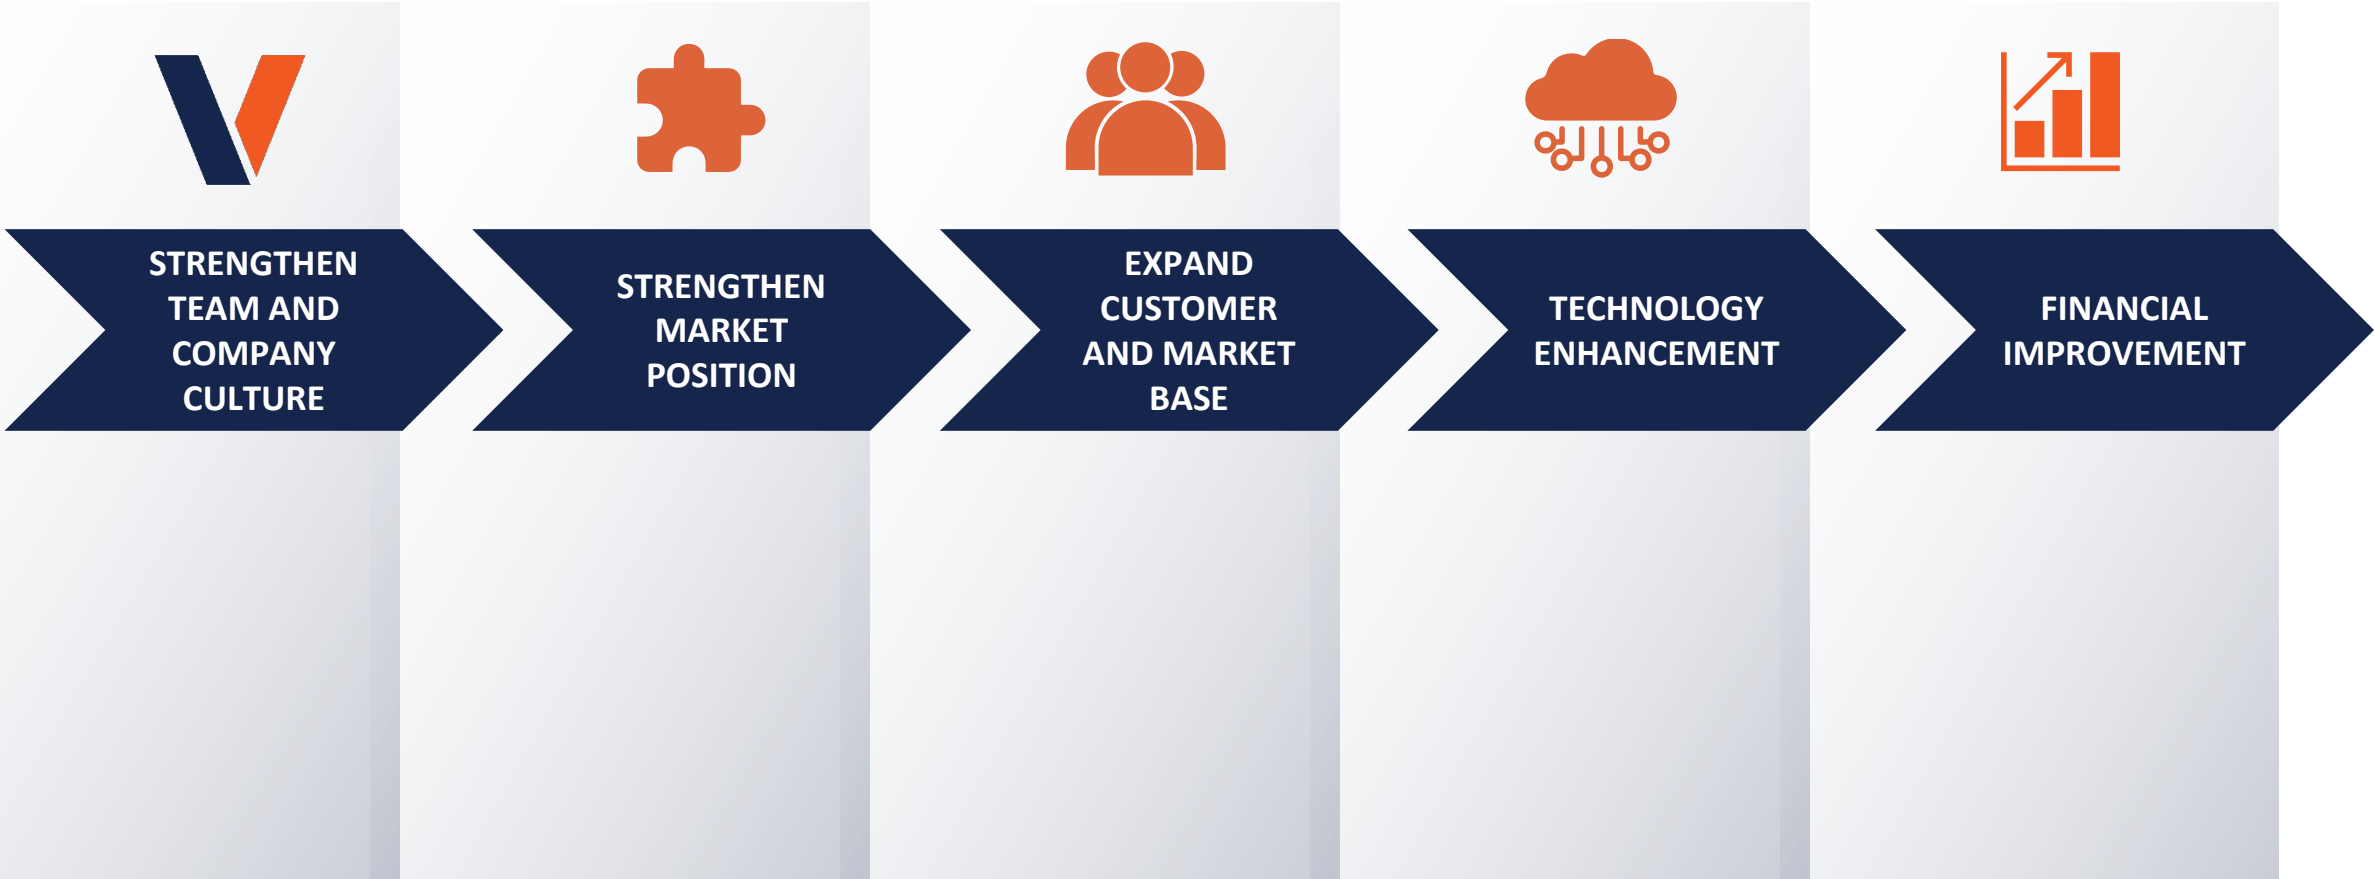 STRENGTHEN
TEAM AND
COMPANY
CULTURE
STRENGTHEN
MARKET
POSITION
EXPAND
CUSTOMER
AND MARKET
BASE
TECHNOLOGY
ENHANCEMENT
FINANCIAL
IMPROVEMENT